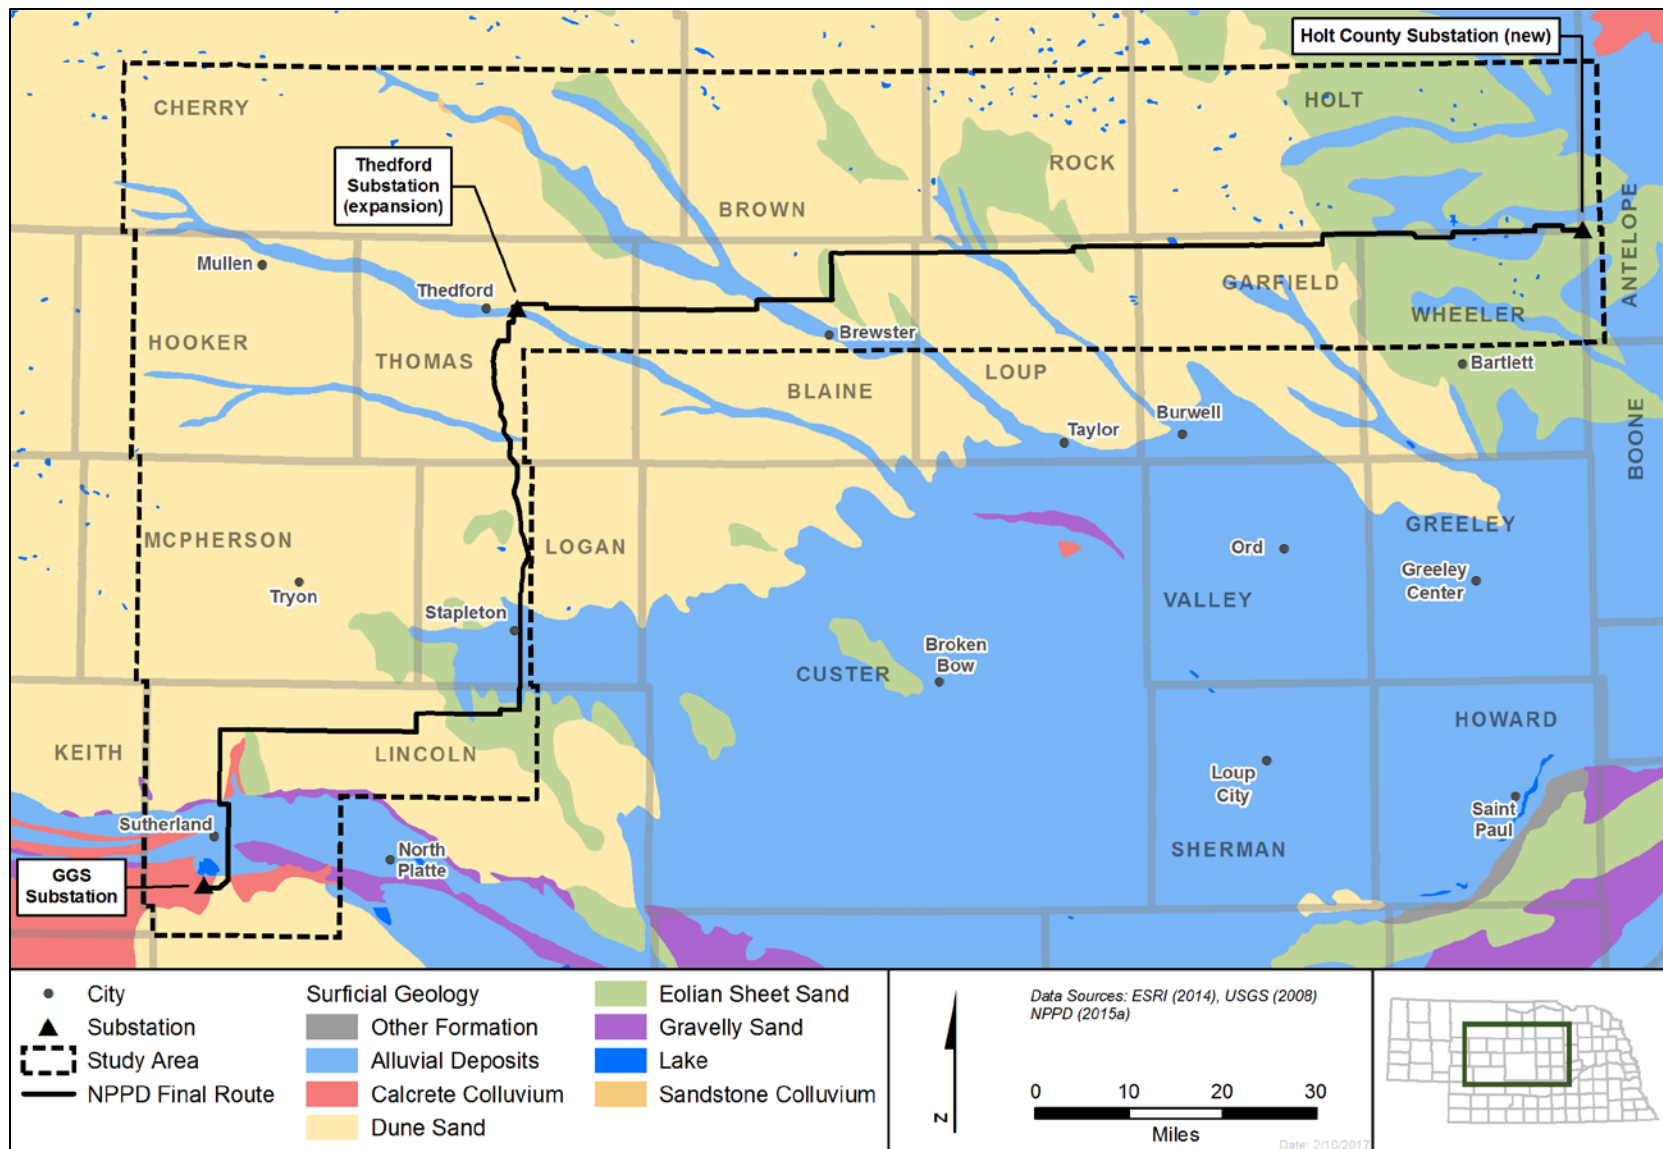 Holt County Substation (new)
CHERRY
HOLT
Thedford
Substation
(expansion)
ROCK
BROWN
ANTELOPE
Mullen
Thedford
GARFIELD
WHEELER
Brewster
HOOKER
THOMAS
Bartlett
LOUP
BLAINE
Burwell
Taylor
BOONE
MCPHERSON
LOGAN
GREELEY
Ord
Greeley
Center
Tryon
VALLEY
Stapleton
Broken
Bow
CUSTER
HOWARD
KEITH
LINCOLN
Loup
City
Saint
Paul
Sutherland
North
Platte
SHERMAN
GGS
Substation
City
Substation
Study Area
NPPD Final Route
Surficial Geology
Other Formation
Alluvial Deposits
Calcrete Colluvium
Dune Sand
Eolian Sheet Sand
Gravelly Sand
Lake
Sandstone Colluvium
N
Data Sources: ESRI (2014), USGS (2008)
NPPD (2015a)
0 10 20 30
Miles
Date: 2/10/2017